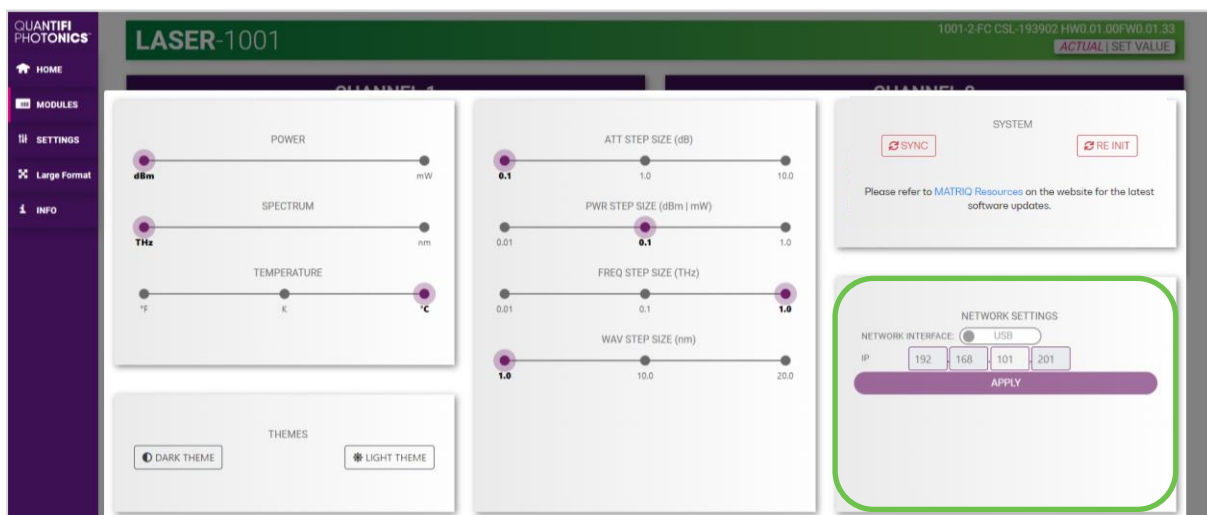 QUANTIFI
PHOTONICS
HOME
MODULES
SETTINGS
Large Format
INFO
LASER-1001
1001-2-FC CSL-193902 HW0.01.00FW0.01.33
ACTUAL | SET VALUE
CHANNEL 1
CHANNEL 2
POWER
dBm mW
SPECTRUM
THz nm
TEMPERATURE
°F K °C
THEMES
DARK THEME LIGHT THEME
ATT STEP SIZE (dB)
0.1 1.0 10.0
PWR STEP SIZE (dBm | mW)
0.01 0.1 1.0
FREQ STEP SIZE (THz)
0.01 0.1 1.0
WAV STEP SIZE (nm)
1.0 10.0 20.0
SYSTEM
SYNC RE INIT
Please refer to MATRIQ Resources on the website for the latest
software updates.
NETWORK SETTINGS
NETWORK INTERFACE: USB
IP 192 . 168 . 101 . 201
APPLY